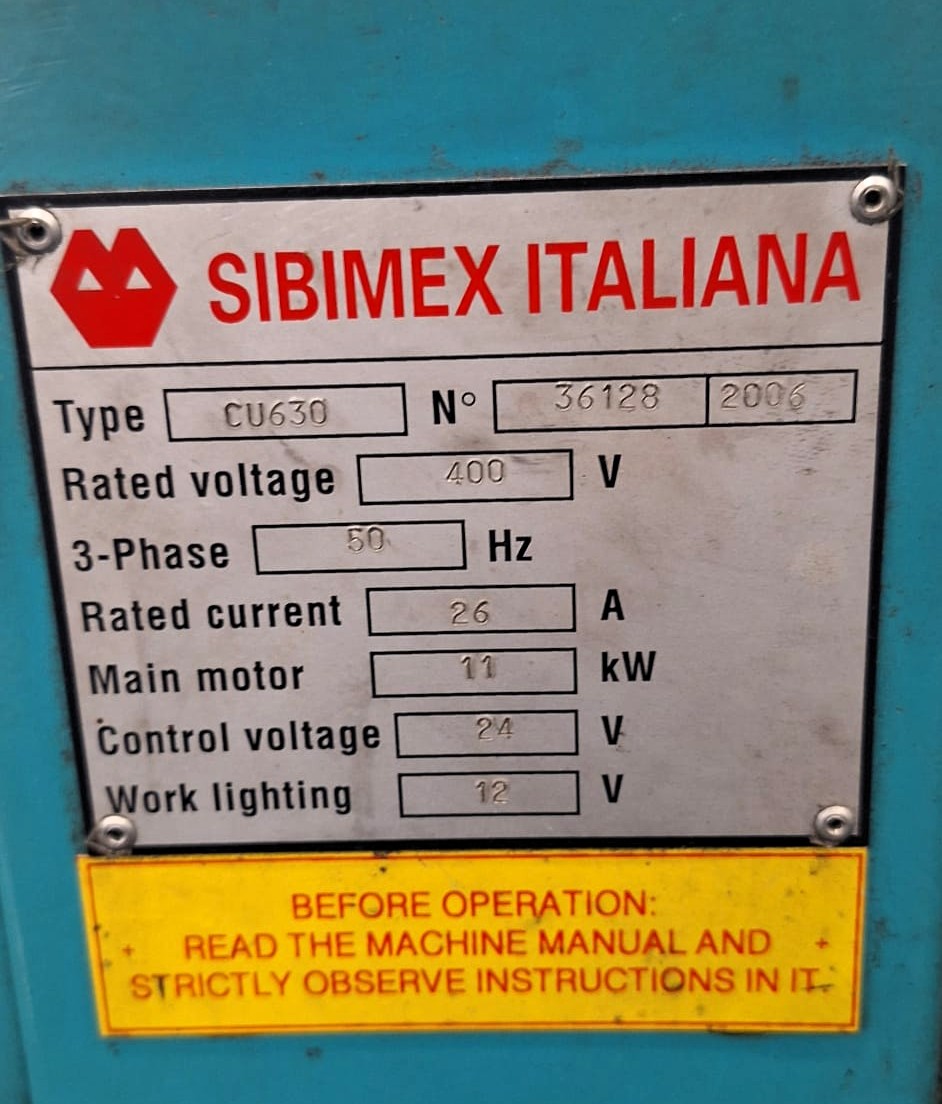 SIBIMEX ITALIANA
Type CU630 N° 36128 2006
Rated voltage 400 V
3-Phase 50 Hz
Rated current 26 A
Main motor 11 kW
Control voltage 24 V
Work lighting 12 V
BEFORE OPERATION:
READ THE MACHINE MANUAL AND
STRICTLY OBSERVE INSTRUCTIONS IN IT.